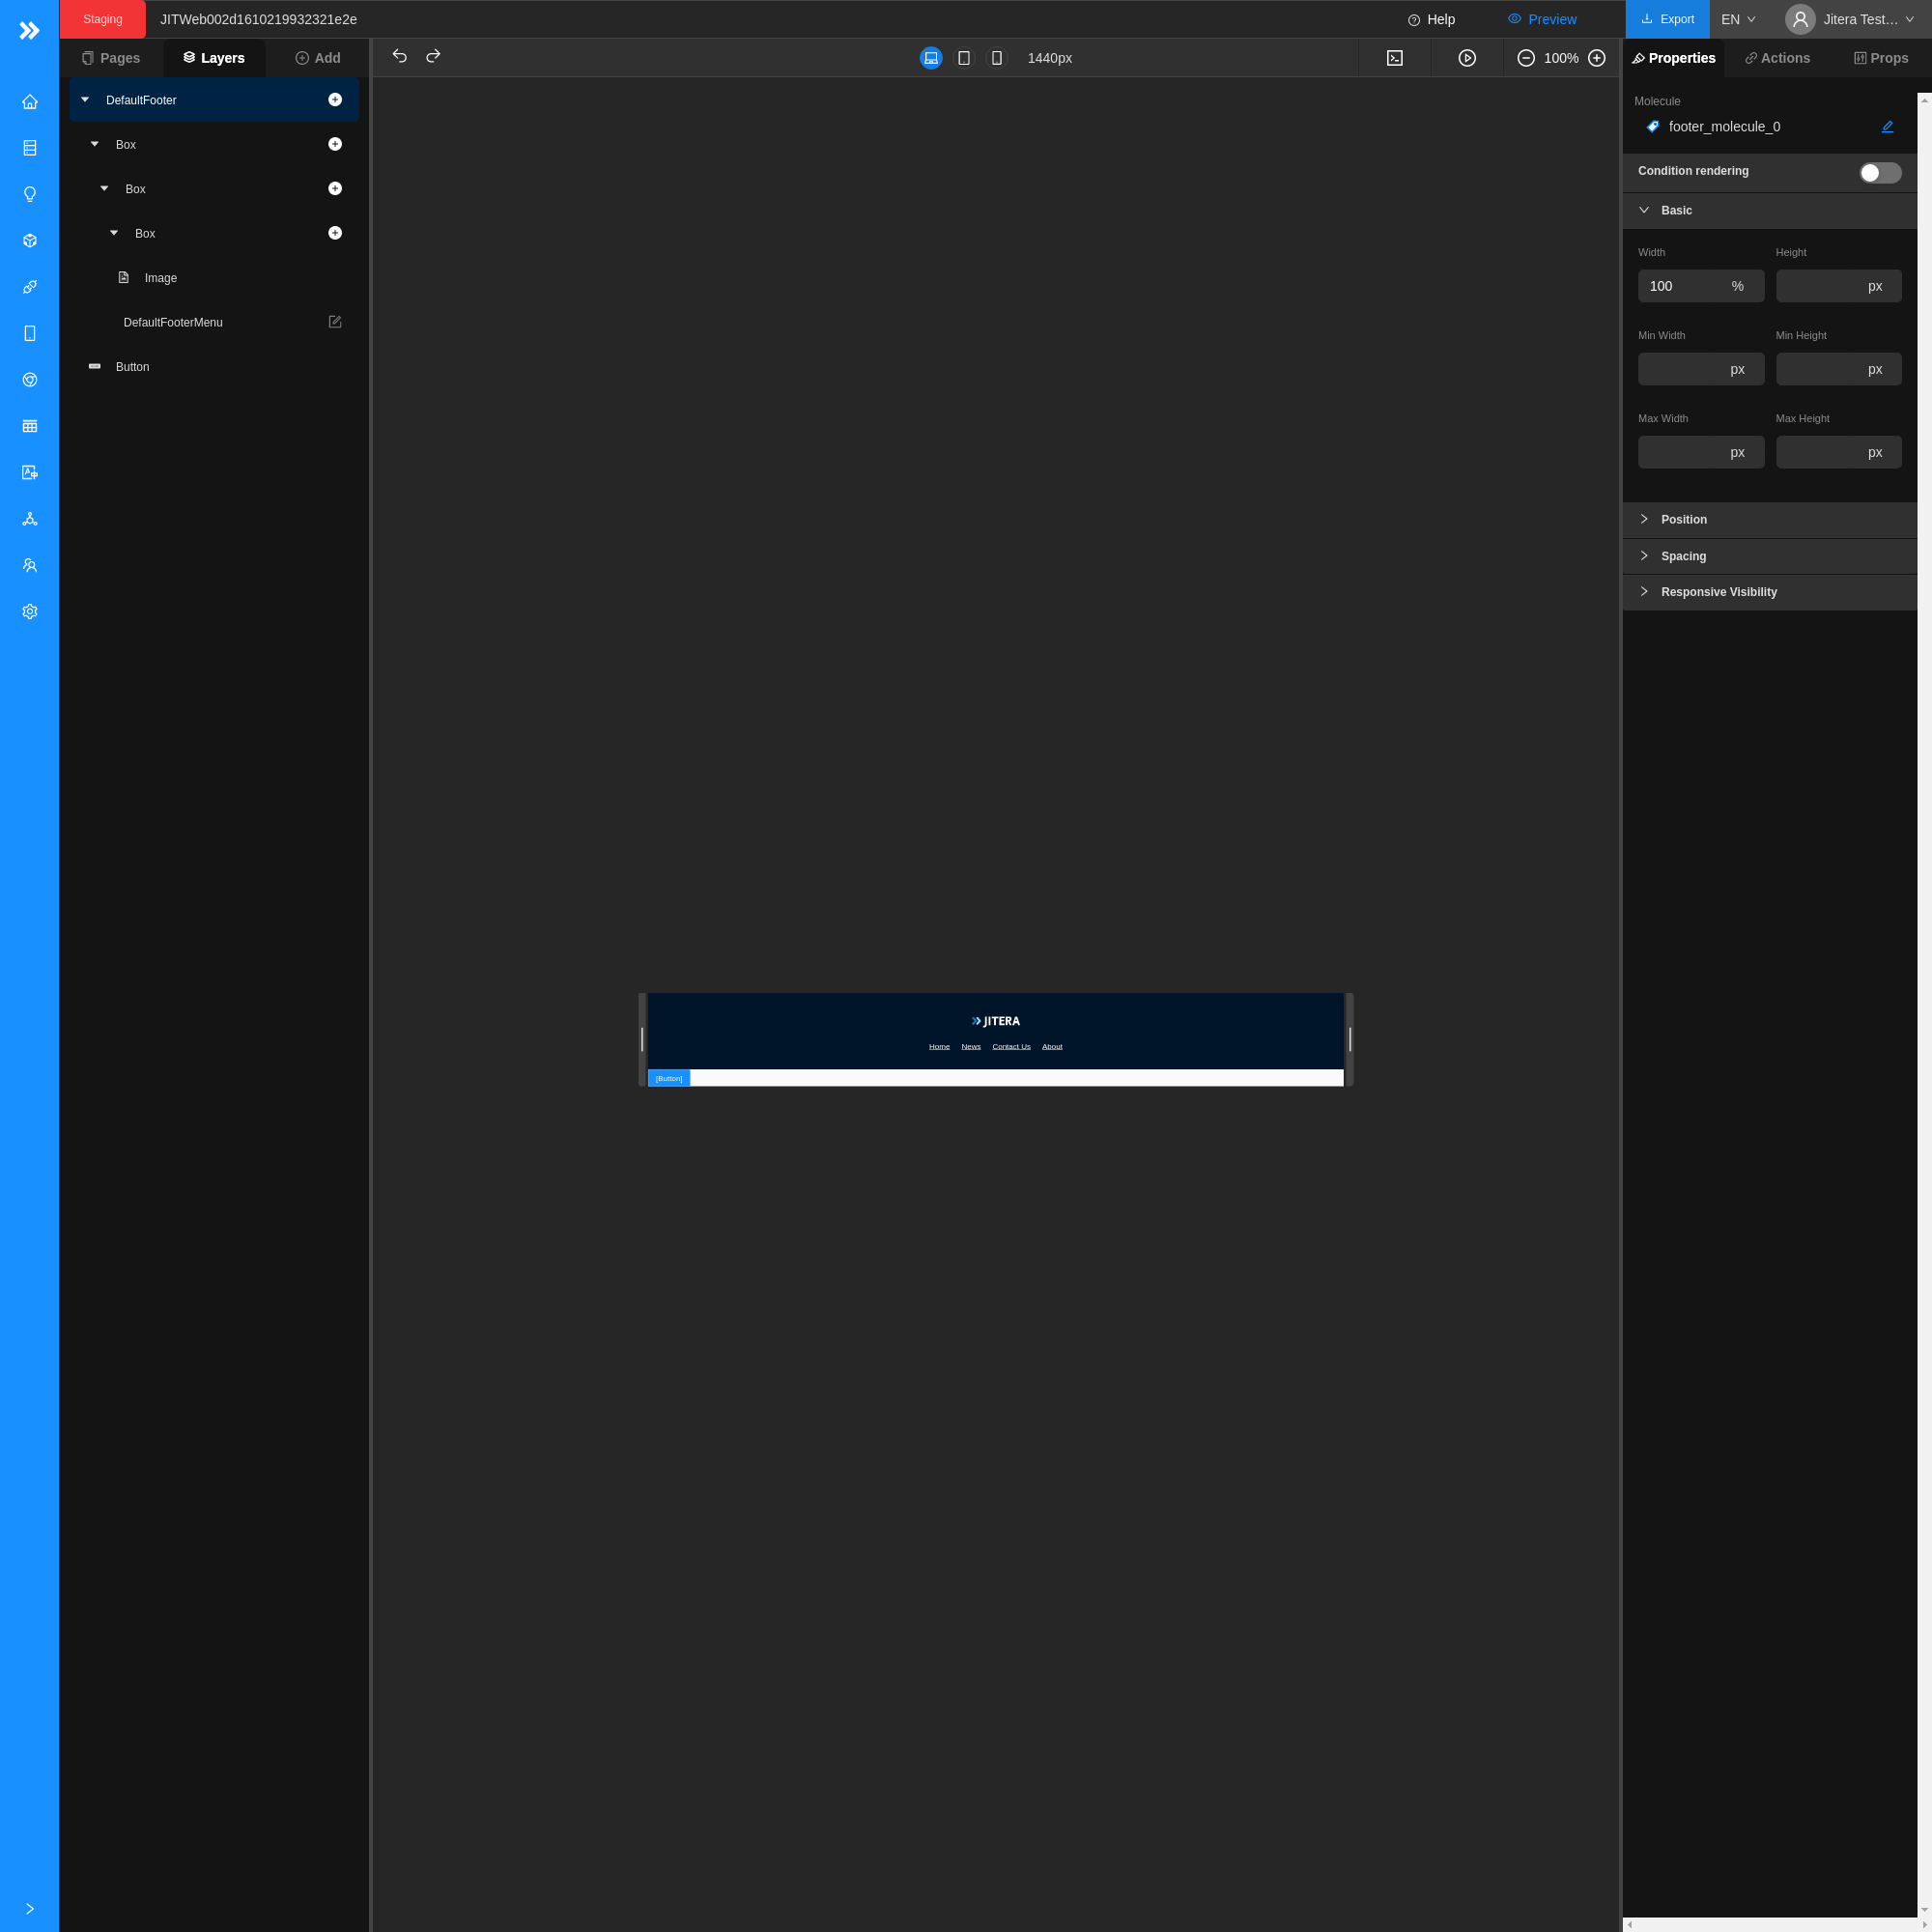 Staging JITWeb002d1610219932321e2e Help Preview Export EN Jitera Test...
Pages Layers Add 1440px 100% Properties Actions Props
DefaultFooter
Box
Box
Box
Image
DefaultFooterMenu
Button
JITERA
Home News Contact Us About
[Button]
Molecule
footer_molecule_0
Condition rendering
Basic
Width Height
100 % px
Min Width Min Height
px px
Max Width Max Height
px px
Position
Spacing
Responsive Visibility